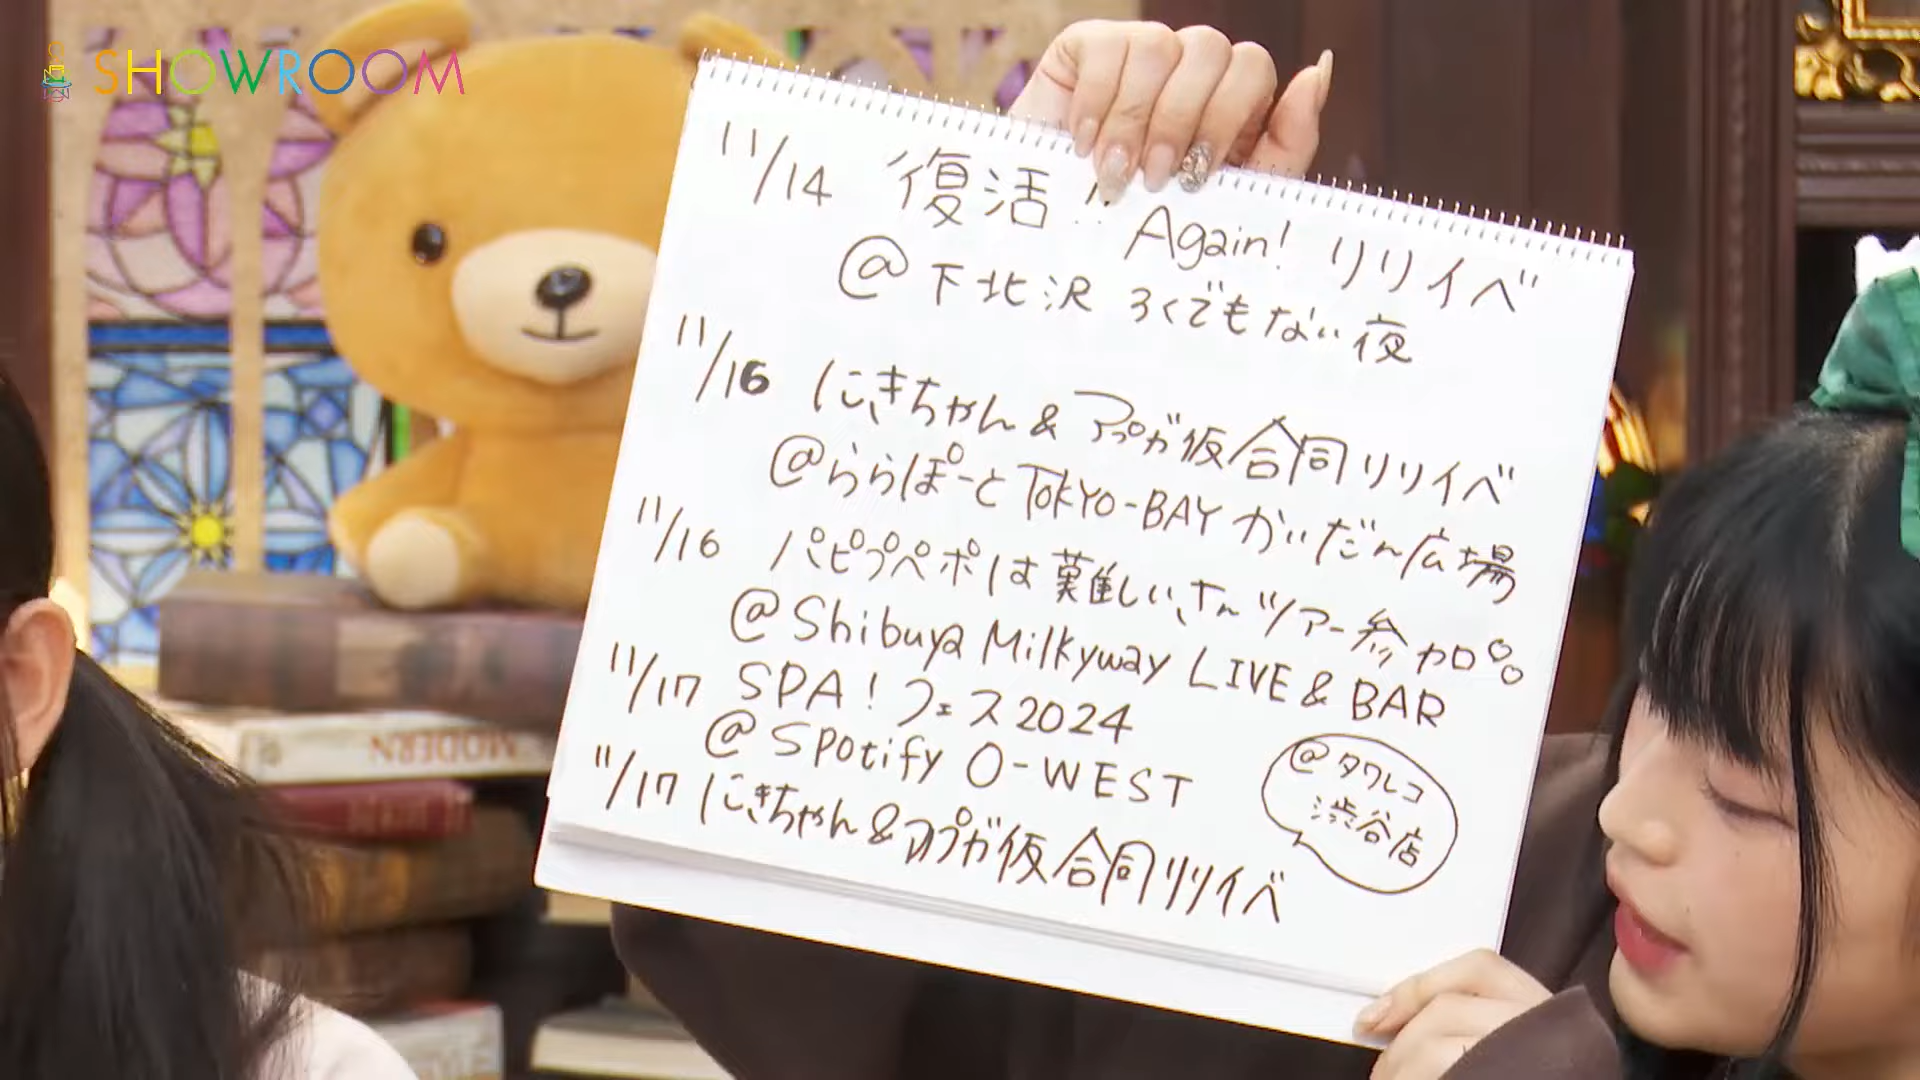 SHOWROOM
11/14 復活!! Again! リリイベ
@下北沢 ろくでもない夜
11/16 にきちゃん&アプガ仮合同リリイベ
@ららぽーとTOKYO-BAY かいだん広場
11/16 パピプペポは難しいさんツアー参加
@Shibuya Milkyway LIVE & BAR
11/17 SPA!フェス2024
@Spotify O-WEST
11/17 にきちゃん&アプガ仮合同リリイベ
@タワレコ
渋谷店
MODERN